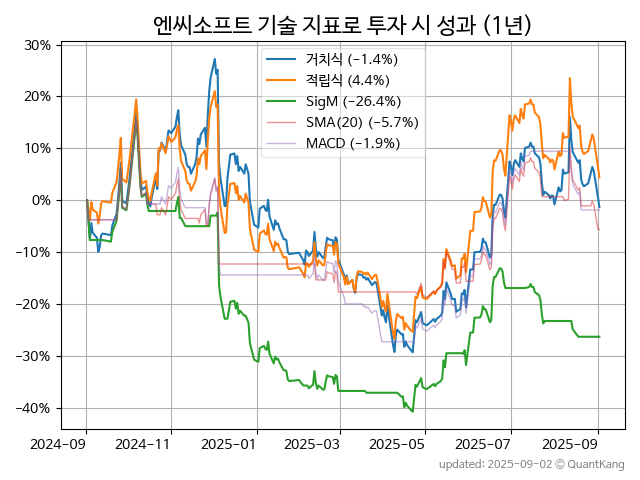 엔씨소프트 기술 지표로 투자 시 성과 (1년)
거치식 (−1.4%)
적립식 (4.4%)
SigM (−26.4%)
SMA(20) (−5.7%)
MACD (−1.9%)
30%
20%
10%
0%
−10%
−20%
−30%
−40%
2024-09 2024-11 2025-01 2025-03 2025-05 2025-07 2025-09
updated: 2025-09-02 © QuantKang